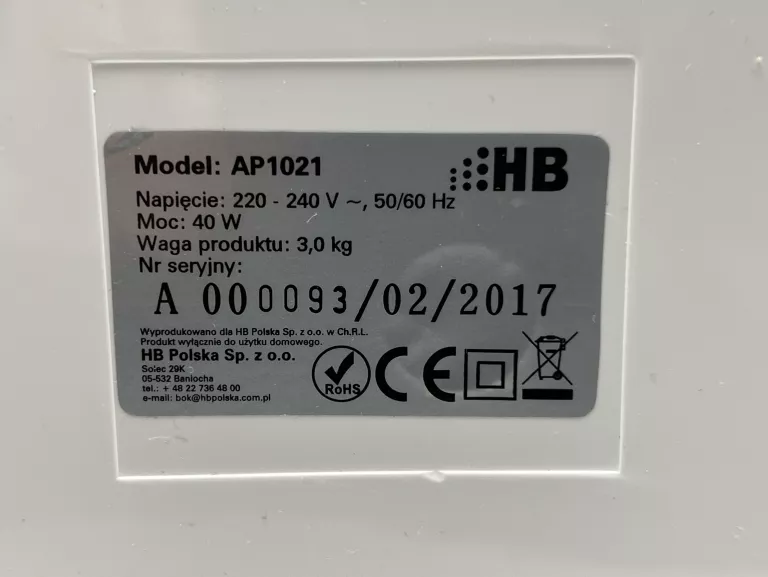 Model: AP1021
HB
Napięcie: 220 - 240 V ~, 50/60 Hz
Moc: 40 W
Waga produktu: 3,0 kg
Nr seryjny:
A 000093/02/2017
Wyprodukowano dla HB Polska Sp. z o.o. w Ch.R.L.
Produkt wyłącznie do użytku domowego.
HB Polska Sp. z o.o.
Solec 29K
05-532 Baniocha
tel.: + 48 22 736 48 00
e-mail: bok@hbpolska.com.pl
RoHS
CE